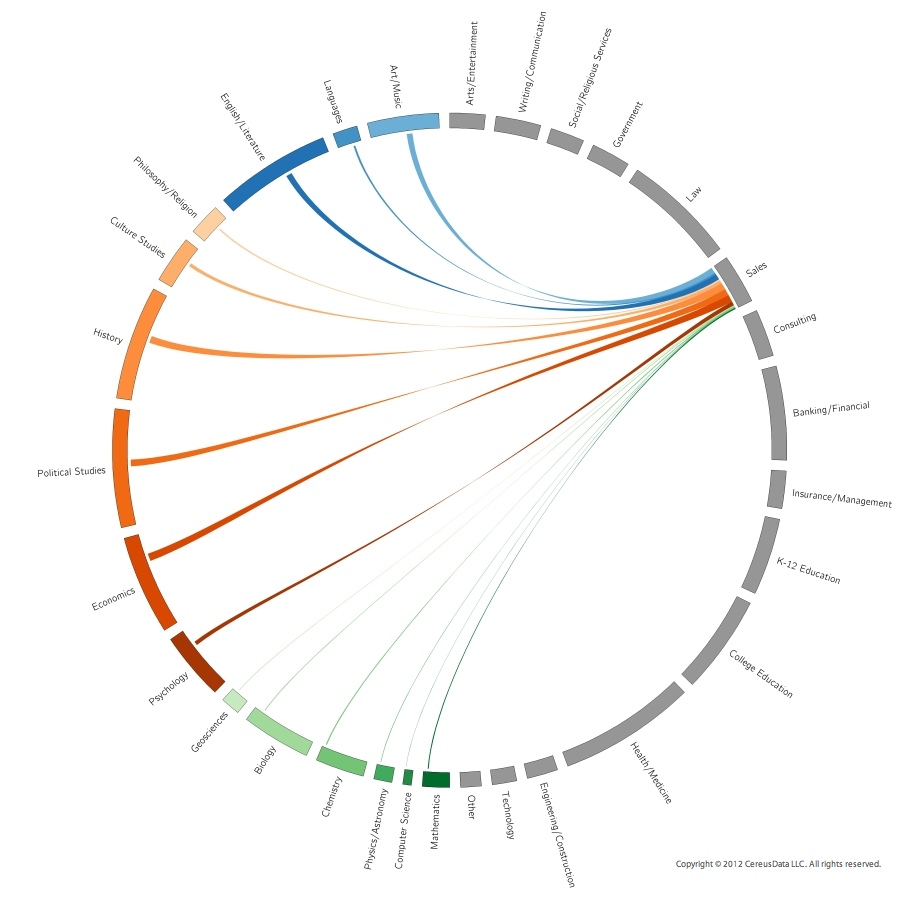 Arts/Entertainment
Writing/Communication
Social/Religious Services
Government
Law
Sales
Consulting
Banking/Financial
Insurance/Management
K-12 Education
College Education
Health/Medicine
Engineering/Construction
Technology
Other
Mathematics
Computer Science
Physics/Astronomy
Chemistry
Biology
Geosciences
Psychology
Economics
Political Studies
History
Culture Studies
Philosophy/Religion
English/Literature
Languages
Art/Music
Copyright © 2012 CereusData LLC. All rights reserved.